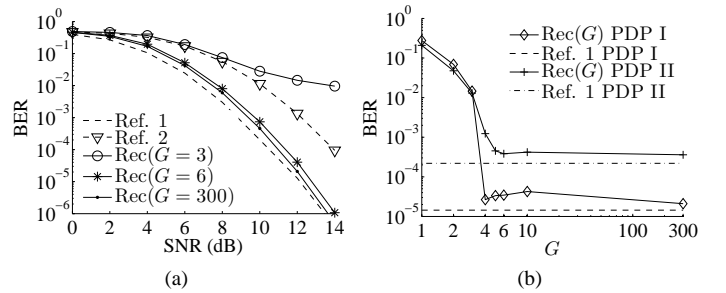 10^0
10^-1
10^-2
10^-3
10^-4
10^-5
10^-6
BER
0 2 4 6 8 10 12 14
SNR (dB)
Ref. 1
Ref. 2
Rec(G = 3)
Rec(G = 6)
Rec(G = 300)
(a)
10^0
10^-1
10^-2
10^-3
10^-4
10^-5
BER
1 2 4 6 10 100 300
G
Rec(G) PDP I
Ref. 1 PDP I
Rec(G) PDP II
Ref. 1 PDP II
(b)